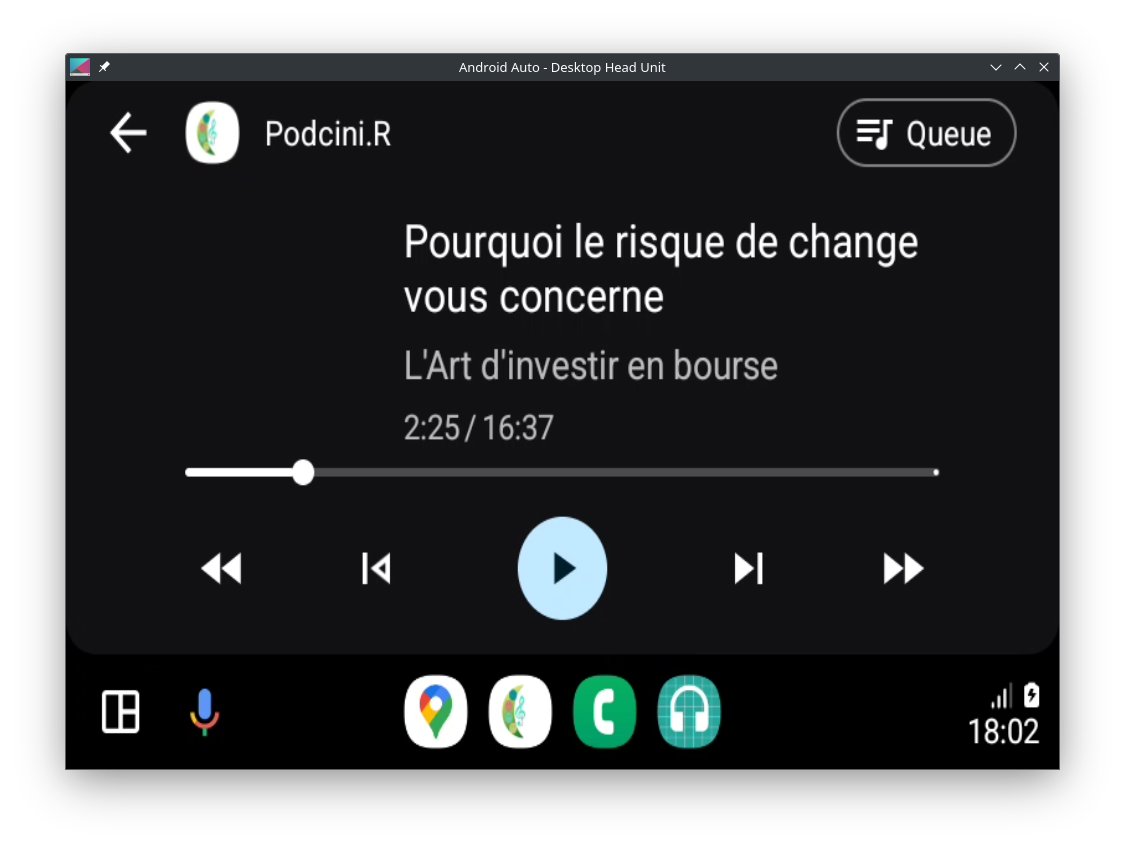 Android Auto - Desktop Head Unit
Podcini.R
Queue
Pourquoi le risque de change
vous concerne
L'Art d'investir en bourse
2:25 / 16:37
18:02